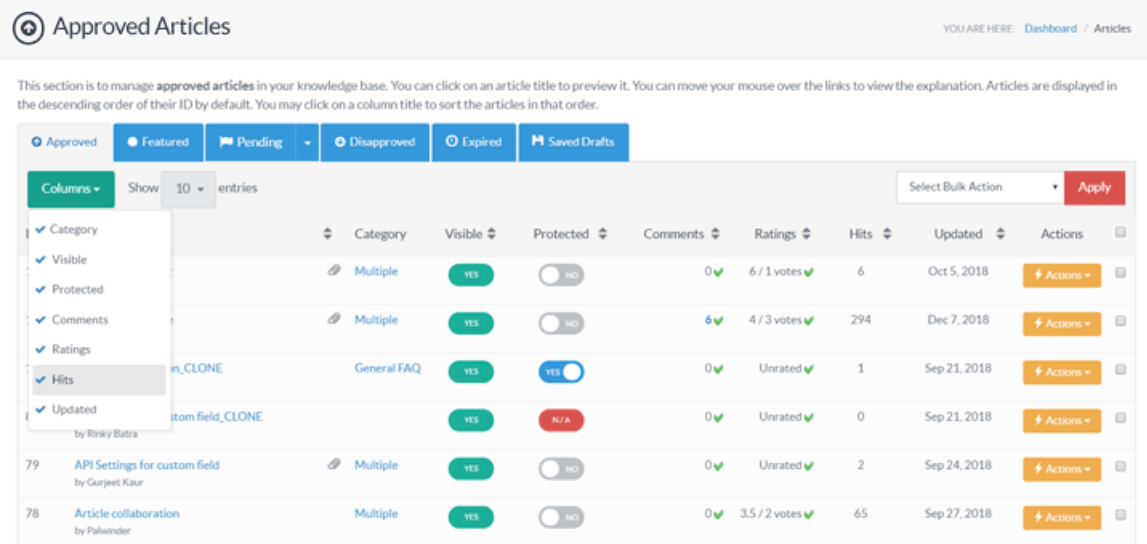 Approved Articles
YOU ARE HERE: Dashboard / Articles
This section is to manage approved articles in your knowledge base. You can click on an article title to preview it. You can move your mouse over the links to view the explanation. Articles are displayed in
the descending order of their ID by default. You may click on a column title to sort the articles in that order.
Approved Featured Pending Disapproved Expired Saved Drafts
Columns Show 10 entries Select Bulk Action Apply
Category Visible Protected Comments Ratings Hits Updated Actions
Category
Visible
Protected
Comments
Ratings
Hits
Updated
Multiple YES NO 0 6 / 1 votes 6 Oct 5, 2018 Actions
Multiple YES NO 6 4 / 3 votes 294 Dec 7, 2018 Actions
n_CLONE General FAQ YES YES 0 Unrated 1 Sep 21, 2018 Actions
stom field_CLONE YES N/A 0 Unrated 0 Sep 21, 2018 Actions
by Rinky Batra
79 API Settings for custom field Multiple YES NO 0 Unrated 2 Sep 24, 2018 Actions
by Gurjeet Kaur
78 Article collaboration Multiple YES NO 0 3.5 / 2 votes 65 Sep 27, 2018 Actions
by Palwinder